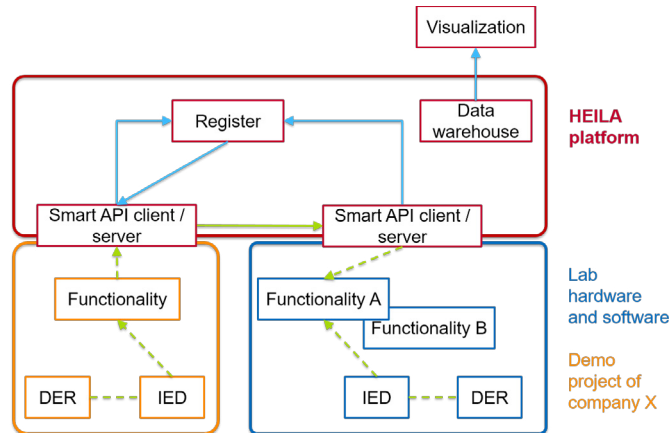 Visualization
Register
Data
warehouse
HEILA
platform
Smart API client /
server
Smart API client /
server
Functionality
Functionality A
Functionality B
Lab
hardware
and software
DER
IED
IED
DER
Demo
project of
company X